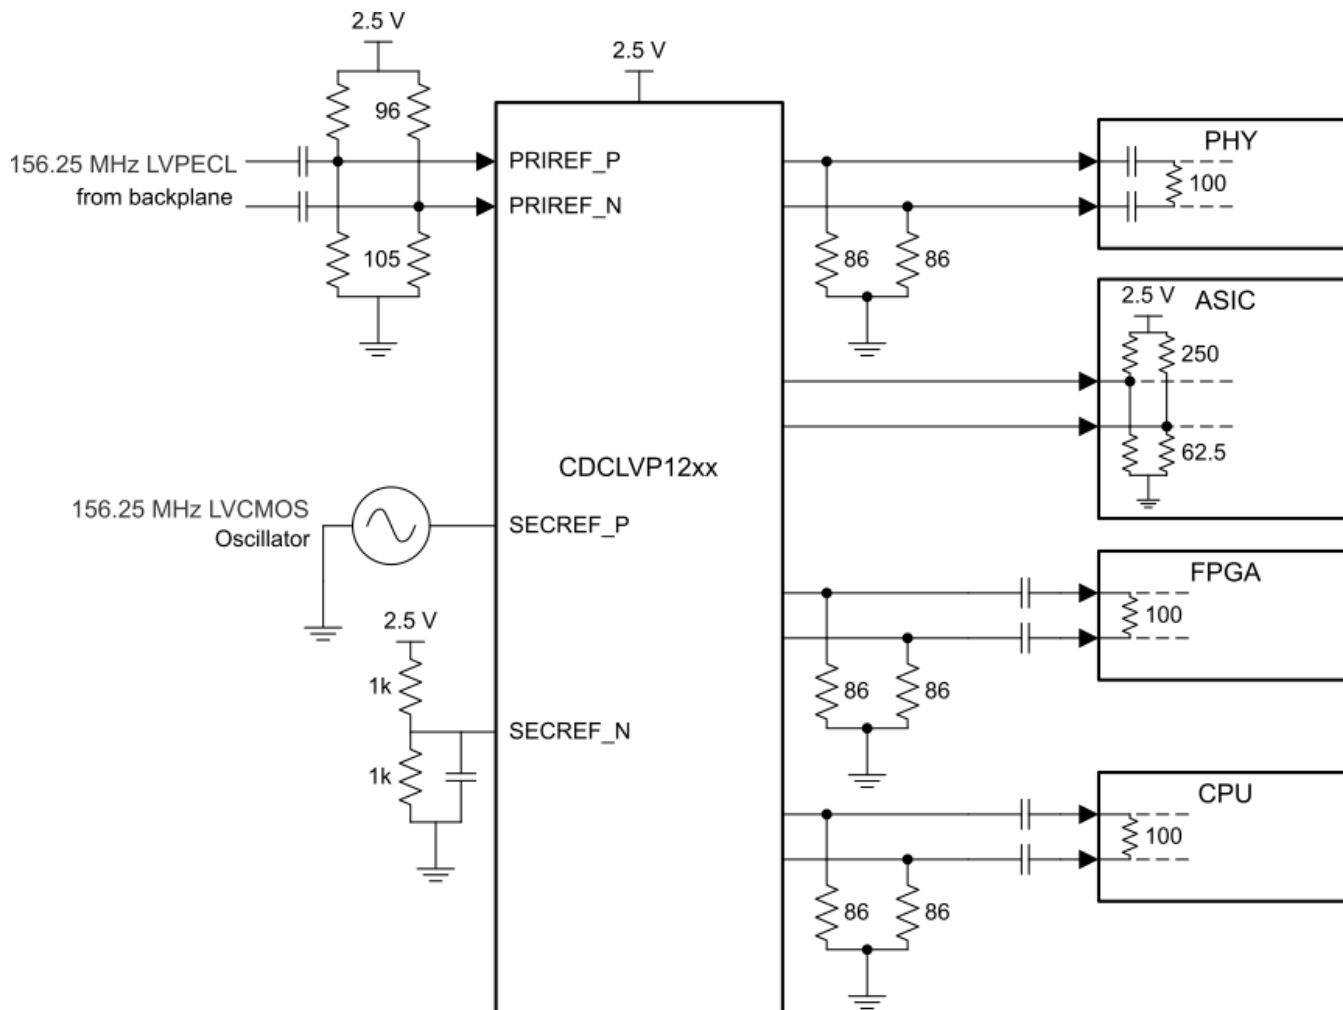 2.5 V
2.5 V
96
156.25 MHz LVPECL
from backplane
105
PRIREF_P
PRIREF_N
PHY
100
86
86
2.5 V
ASIC
250
62.5
CDCLVP12xx
156.25 MHz LVCMOS
Oscillator
SECREF_P
2.5 V
1k
1k
SECREF_N
FPGA
100
86
86
CPU
100
86
86